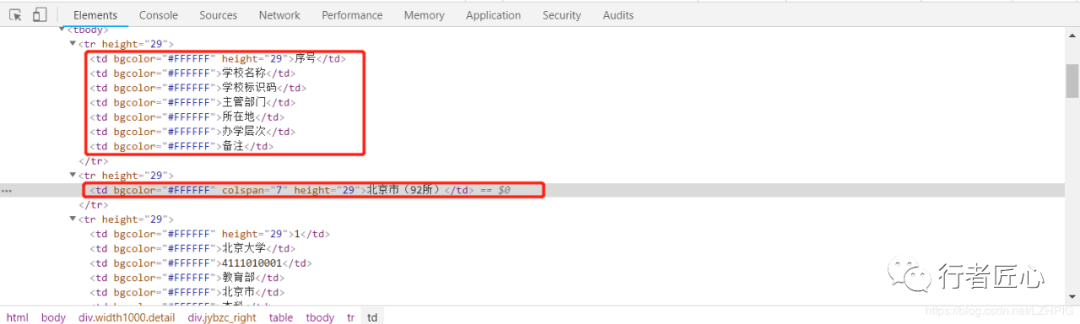 Elements Console Sources Network Performance Memory Application Security Audits
▼<tbody>
▼<tr height="29">
<td bgcolor="#FFFFFF" height="29">序号</td>
<td bgcolor="#FFFFFF">学校名称</td>
<td bgcolor="#FFFFFF">学校标识码</td>
<td bgcolor="#FFFFFF">主管部门</td>
<td bgcolor="#FFFFFF">所在地</td>
<td bgcolor="#FFFFFF">办学层次</td>
<td bgcolor="#FFFFFF">备注</td>
</tr>
▼<tr height="29">
… <td bgcolor="#FFFFFF" colspan="7" height="29">北京市（92所）</td> == $0
</tr>
▼<tr height="29">
<td bgcolor="#FFFFFF" height="29">1</td>
<td bgcolor="#FFFFFF">北京大学</td>
<td bgcolor="#FFFFFF">4111010001</td>
<td bgcolor="#FFFFFF">教育部</td>
<td bgcolor="#FFFFFF">北京市</td>
<td bgcolor="#FFFFFF">本科</td>
行者匠心
https://blog.csdn.net/LZHPIG
html body div.width1000.detail div.jybzc_right table tbody tr td